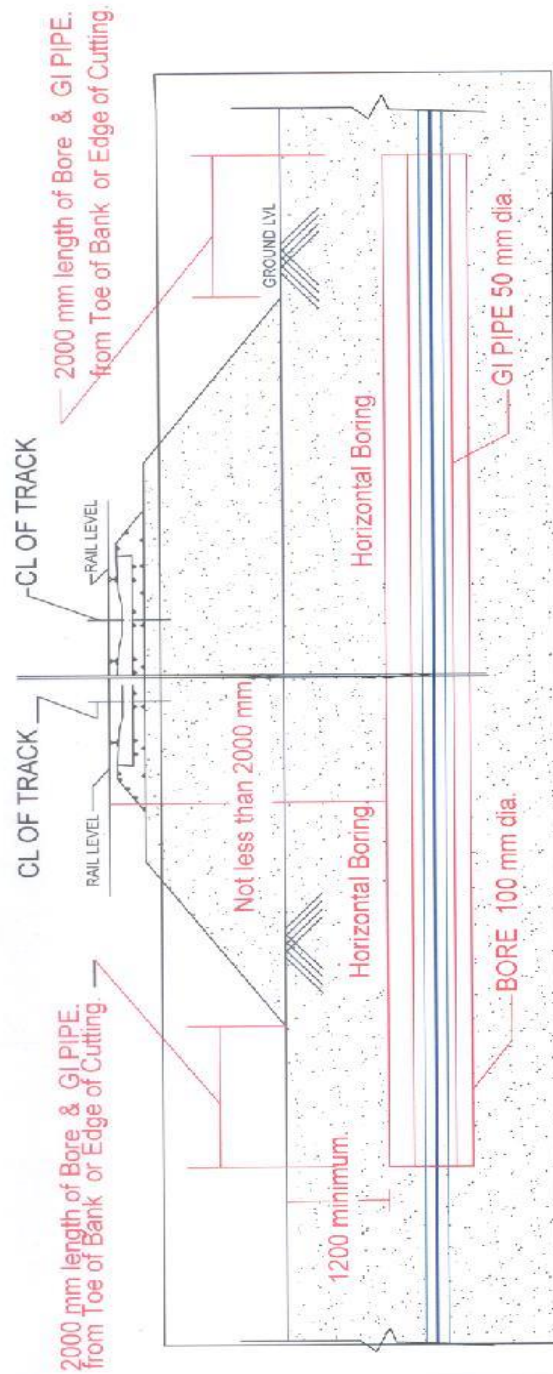 2000 mm length of Bore & GI PIPE.
from Toe of Bank or Edge of Cutting.
CL OF TRACK
CL OF TRACK
2000 mm length of Bore & GI PIPE.
from Toe of Bank or Edge of Cutting.
RAIL LEVEL
RAIL LEVEL
Not less than 2000 mm
GROUND LVL
1200 minimum.
Horizontal Boring.
Horizontal Boring
BORE 100 mm dia.
GI PIPE 50 mm dia.